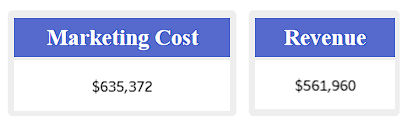 Marketing Cost
$635,372
Revenue
$561,960